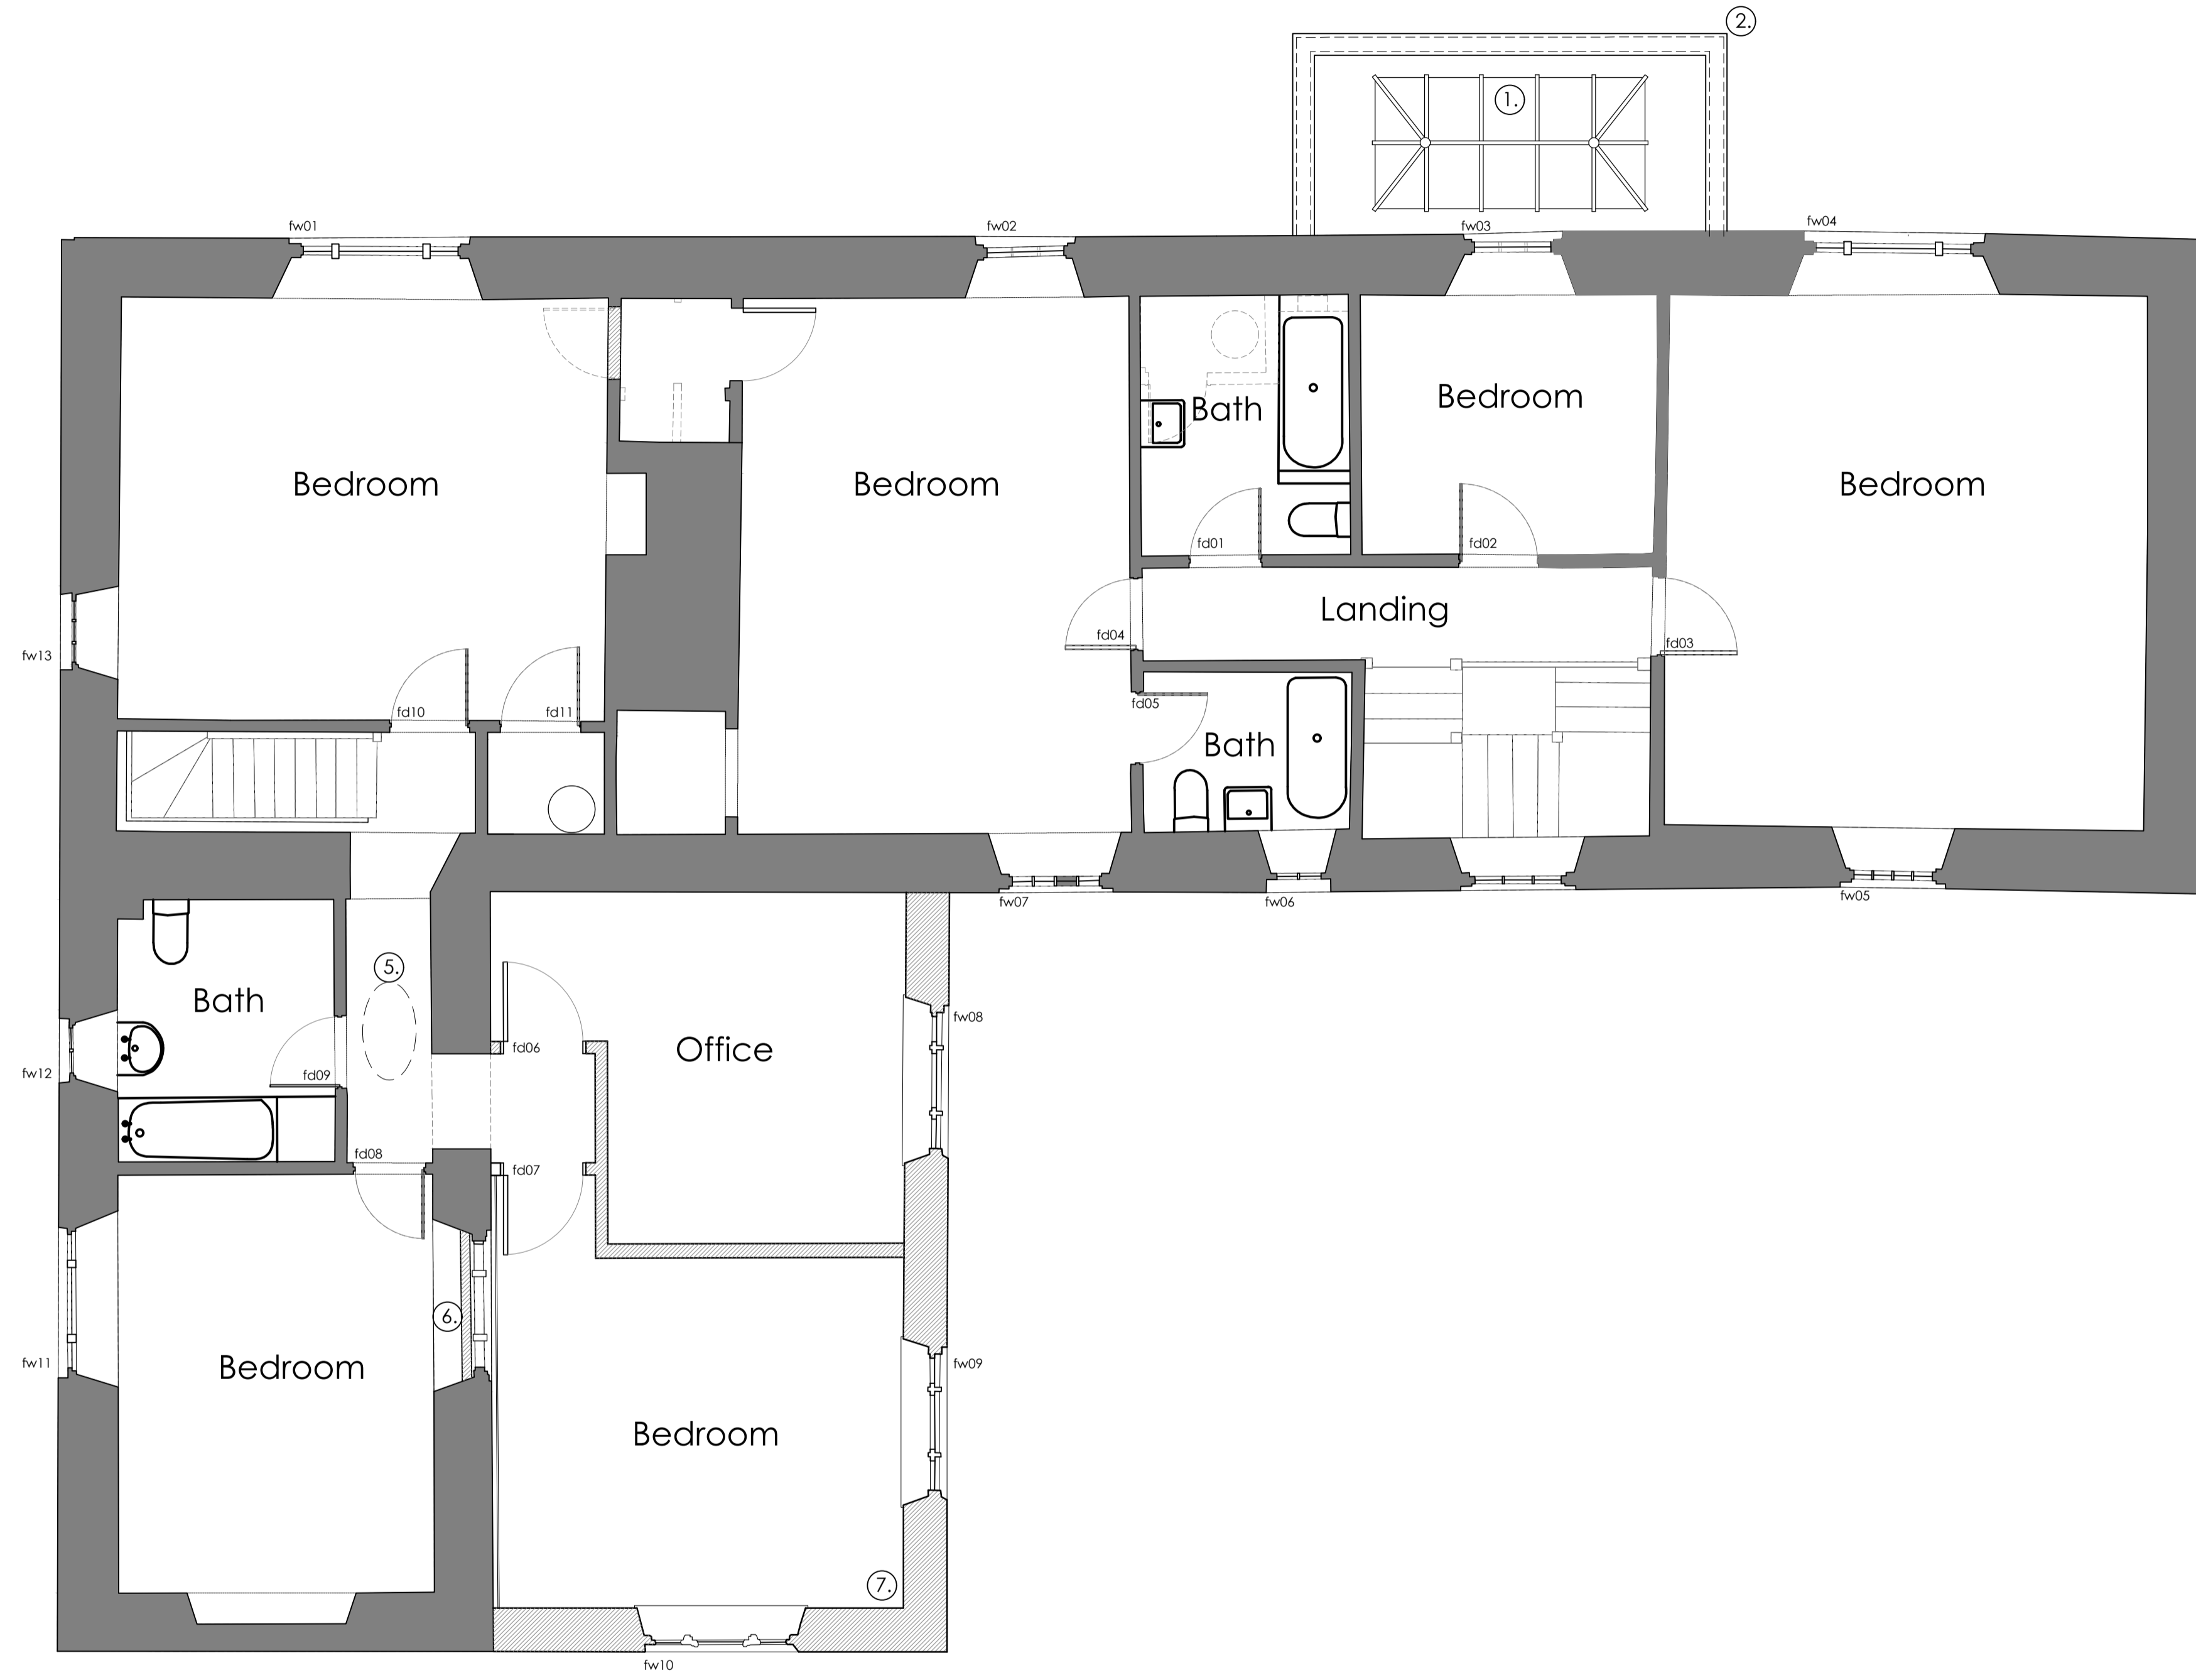 2.
1.
fw01
fw02
fw03
fw04
Bath
Bedroom
Bedroom
Bedroom
Bedroom
fd01
fd02
Landing
fd04
fd03
fw13
fd10
fd11
fd05
Bath
fw07
fw06
fw05
5.
Bath
fw08
fd06
Office
fw12
fd09
fd08
fd07
6.
fw11
Bedroom
fw09
Bedroom
7.
fw10